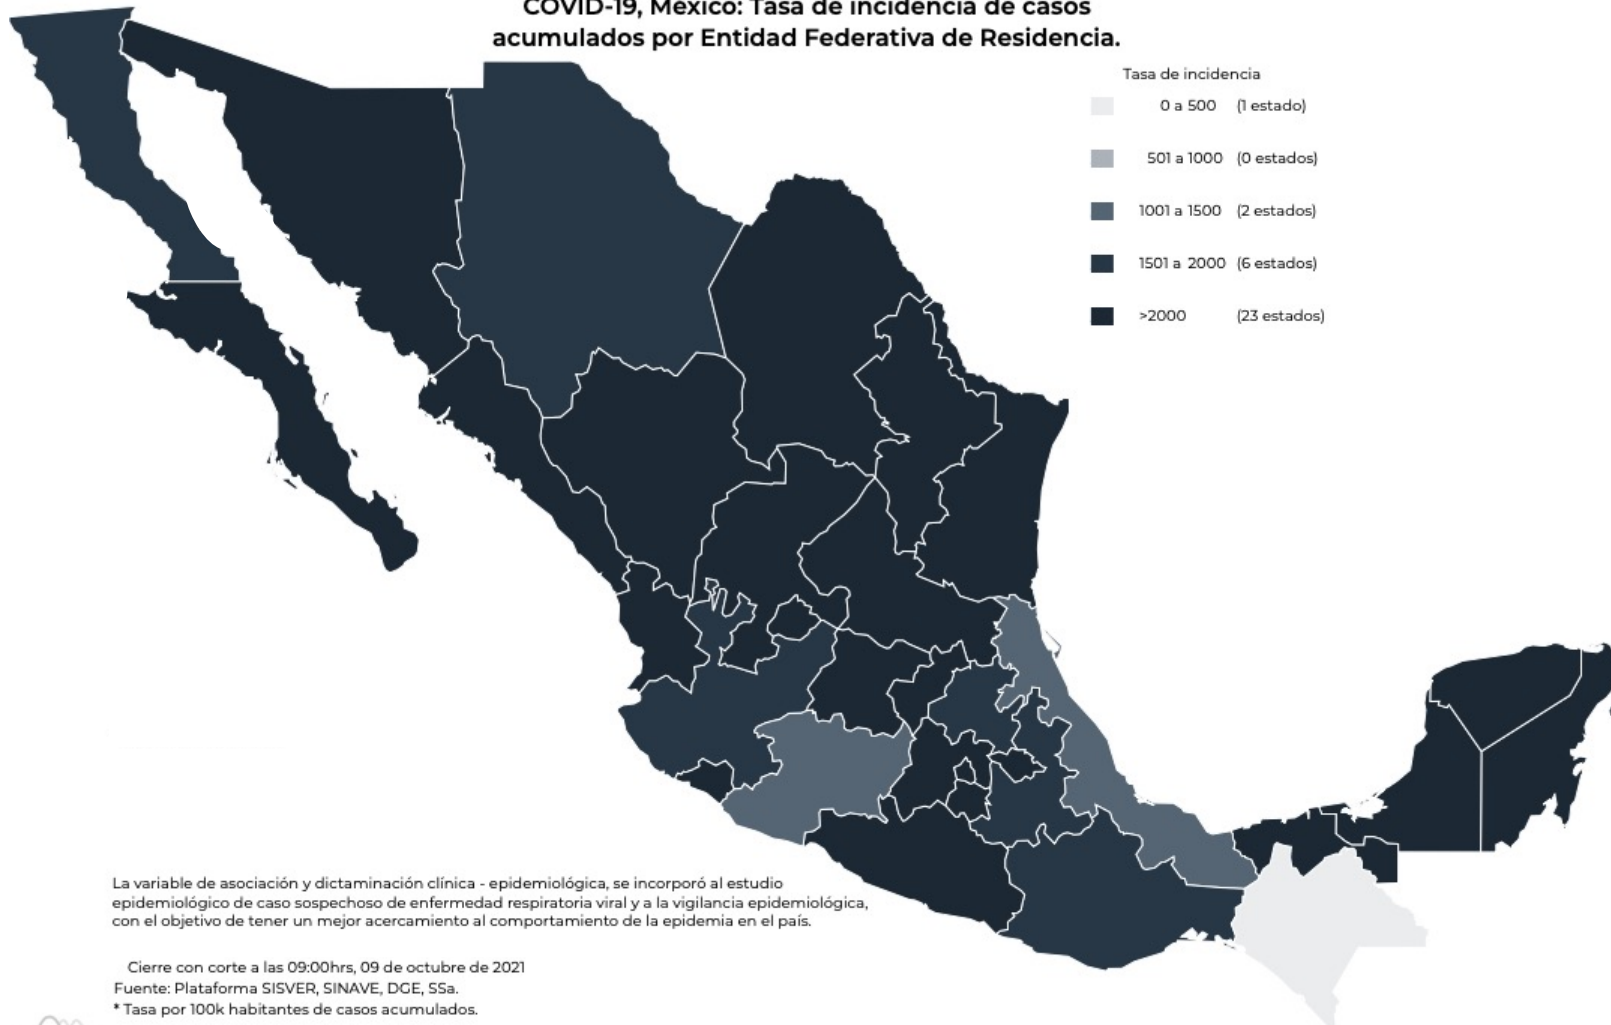 COVID-19, México: Tasa de incidencia de casos
acumulados por Entidad Federativa de Residencia.
Tasa de incidencia
0 a 500 (1 estado)
501 a 1000 (0 estados)
1001 a 1500 (2 estados)
1501 a 2000 (6 estados)
>2000 (23 estados)
La variable de asociación y dictaminación clínica - epidemiológica, se incorporó al estudio
epidemiológico de caso sospechoso de enfermedad respiratoria viral y a la vigilancia epidemiológica,
con el objetivo de tener un mejor acercamiento al comportamiento de la epidemia en el país.
Cierre con corte a las 09:00hrs, 09 de octubre de 2021
Fuente: Plataforma SISVER, SINAVE, DGE, SSa.
* Tasa por 100k habitantes de casos acumulados.